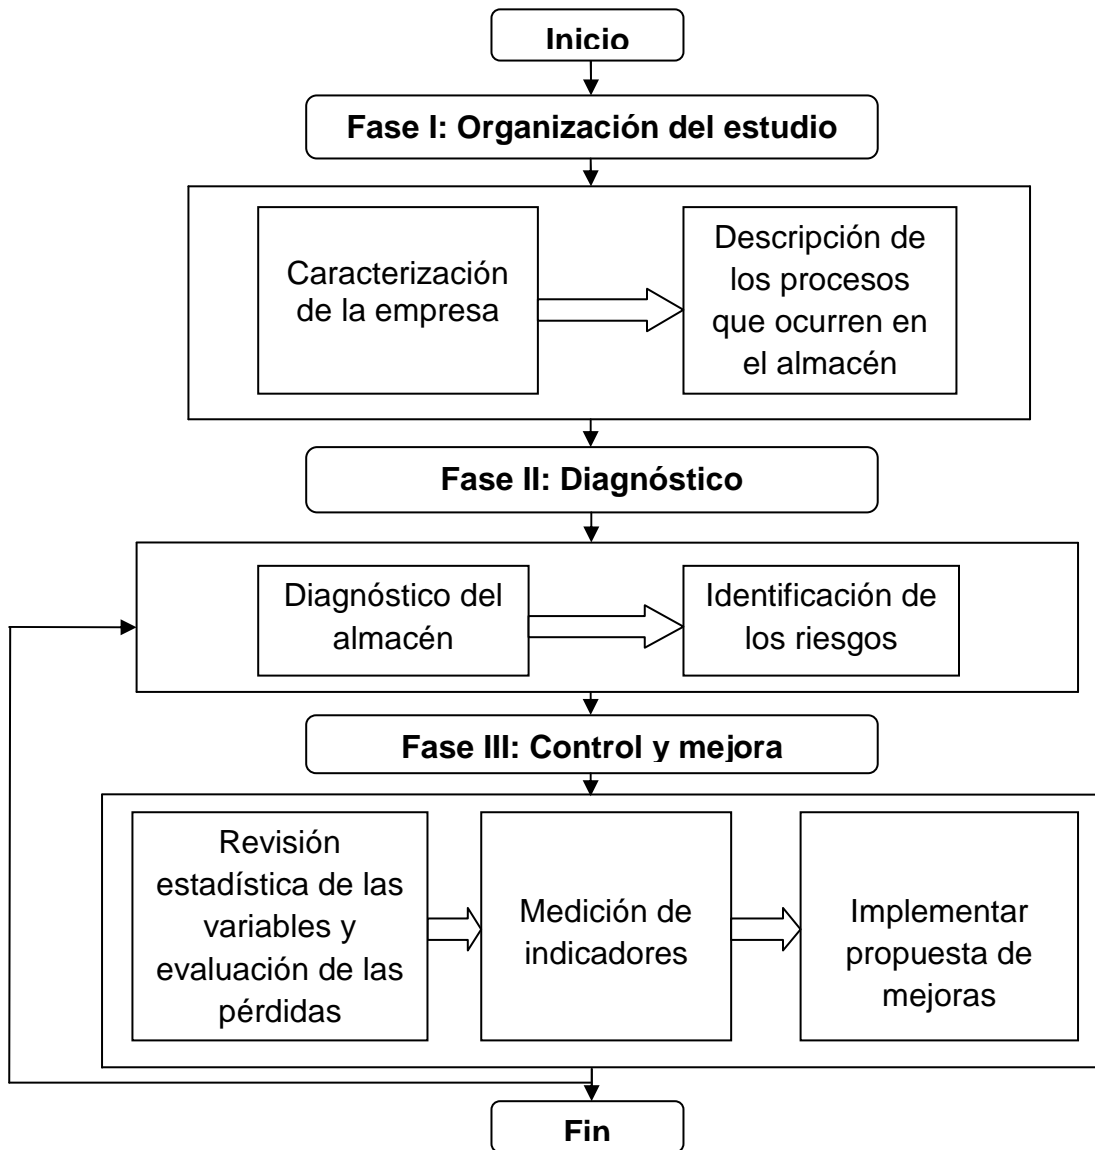 Inicio
Fase I: Organización del estudio
Caracterización
de la empresa
Descripción de
los procesos
que ocurren en
el almacén
Fase II: Diagnóstico
Diagnóstico del
almacén
Identificación de
los riesgos
Fase III: Control y mejora
Revisión
estadística de las
variables y
evaluación de las
pérdidas
Medición de
indicadores
Implementar
propuesta de
mejoras
Fin